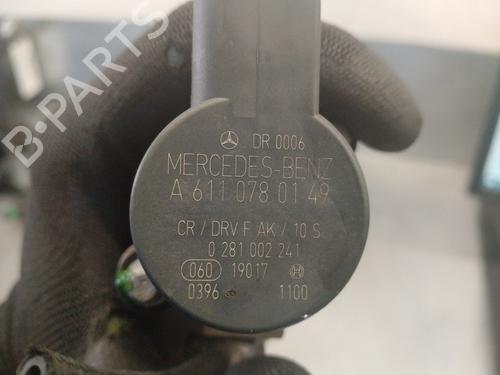 B-PARTS
DR 0006
MERCEDES-BENZ
A 611 078 01 49
CR / DRV F AK / 10 S
0 281 002 241
060 19017
0396 1100